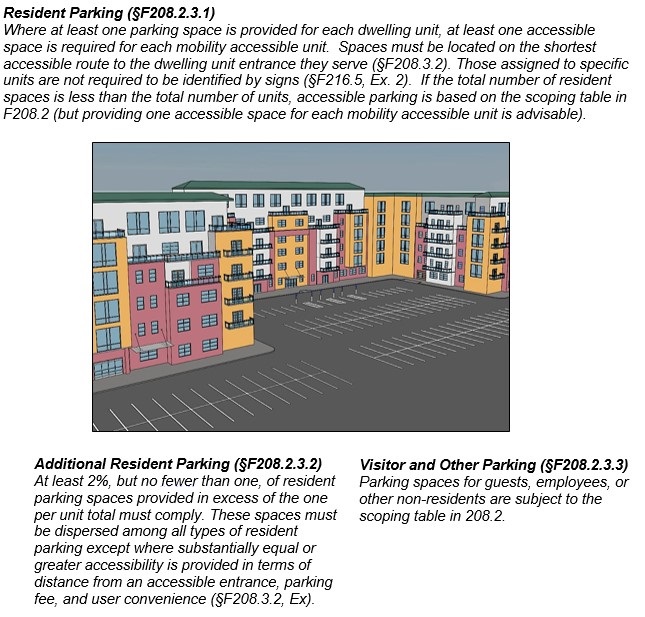 Resident Parking (§F208.2.3.1)
Where at least one parking space is provided for each dwelling unit, at least one accessible
space is required for each mobility accessible unit.  Spaces must be located on the shortest
accessible route to the dwelling unit entrance they serve (§F208.3.2). Those assigned to specific
units are not required to be identified by signs (§F216.5, Ex. 2).  If the total number of resident
spaces is less than the total number of units, accessible parking is based on the scoping table in
F208.2 (but providing one accessible space for each mobility accessible unit is advisable).
Additional Resident Parking (§F208.2.3.2)
At least 2%, but no fewer than one, of resident
parking spaces provided in excess of the one
per unit total must comply. These spaces must
be dispersed among all types of resident
parking except where substantially equal or
greater accessibility is provided in terms of
distance from an accessible entrance, parking
fee, and user convenience (§F208.3.2, Ex).
Visitor and Other Parking (§F208.2.3.3)
Parking spaces for guests, employees, or
other non-residents are subject to the
scoping table in 208.2.